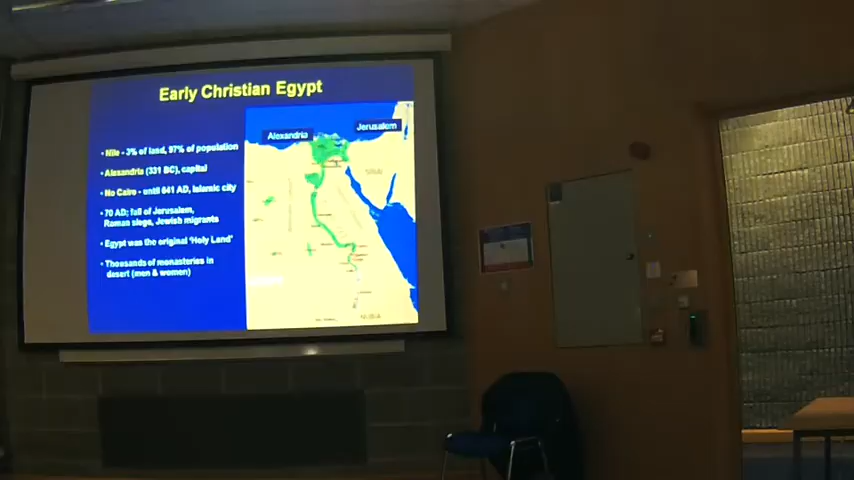 Early Christian Egypt
• Nile - 3% of land, 97% of population
• Alexandria (331 BC), capital
• No Cairo - until 641 AD, Islamic city
• 70 AD; fall of Jerusalem,
Roman siege, Jewish migrants
• Egypt was the original 'Holy Land'
• Thousands of monasteries in
desert (men & women)
Alexandria
Jerusalem
SINAI
NUBIA